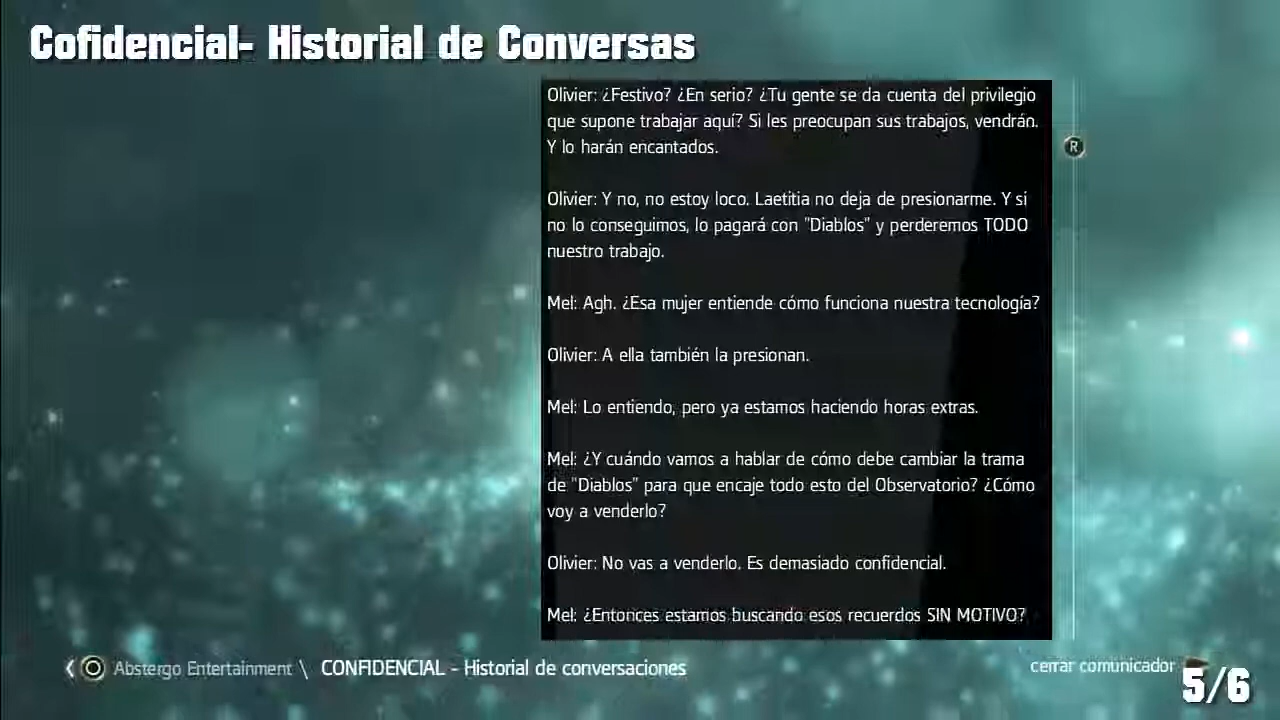 Cofidencial- Historial de Conversas
Olivier: ¿Festivo? ¿En serio? ¿Tu gente se da cuenta del privilegio
que supone trabajar aquí? Si les preocupan sus trabajos, vendrán.
Y lo harán encantados.
Olivier: Y no, no estoy loco. Laetitia no deja de presionarme. Y si
no lo conseguimos, lo pagará con "Diablos" y perderemos TODO
nuestro trabajo.
Mel: Agh. ¿Esa mujer entiende cómo funciona nuestra tecnología?
Olivier: A ella también la presionan.
Mel: Lo entiendo, pero ya estamos haciendo horas extras.
Mel: ¿Y cuándo vamos a hablar de cómo debe cambiar la trama
de "Diablos" para que encaje todo esto del Observatorio? ¿Cómo
voy a venderlo?
Olivier: No vas a venderlo. Es demasiado confidencial.
Mel: ¿Entonces estamos buscando esos recuerdos SIN MOTIVO?
R
Abstergo Entertainment \ CONFIDENCIAL - Historial de conversaciones
cerrar comunicador
5/6